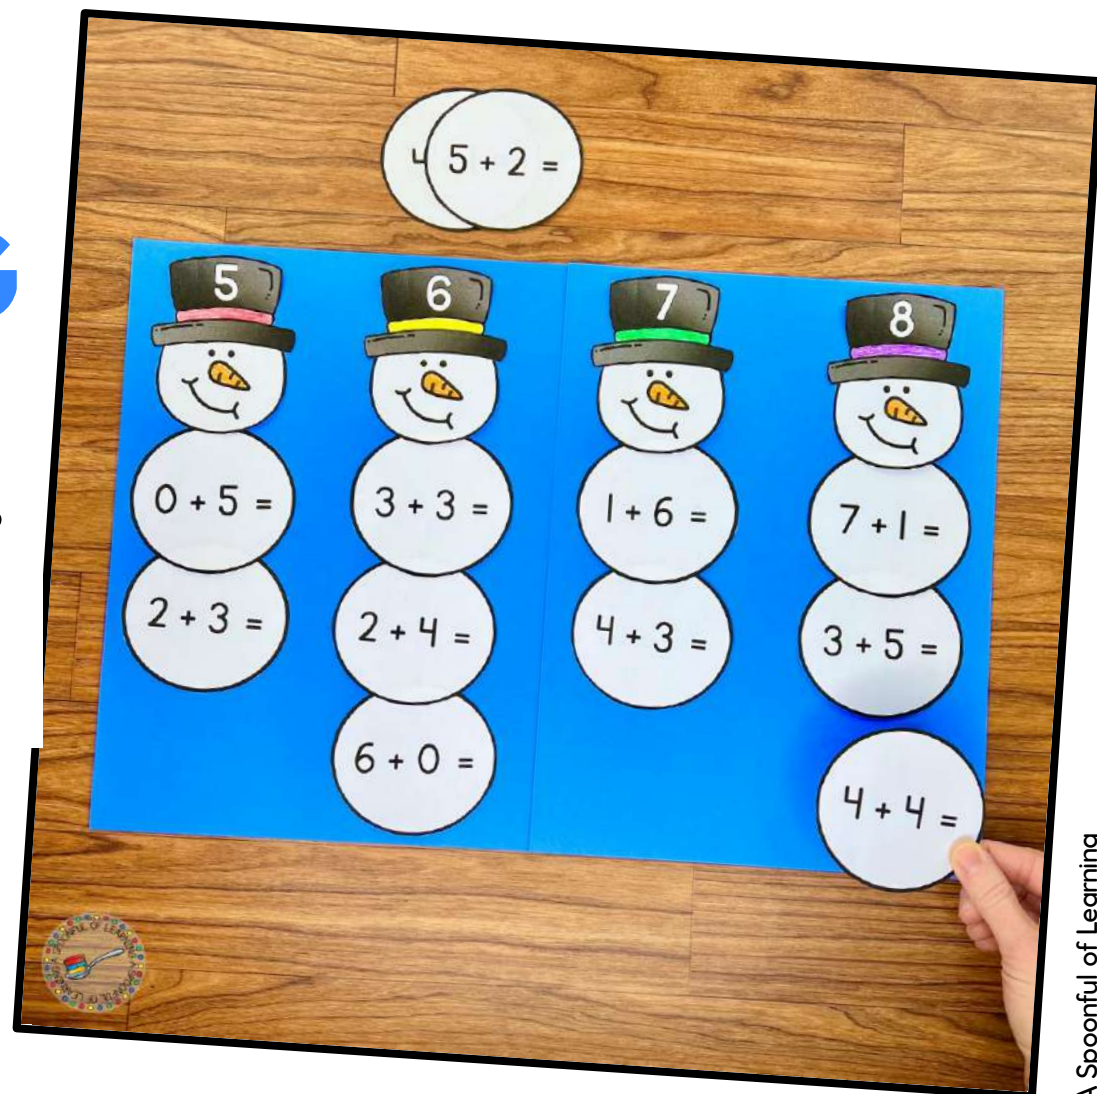 4 5 + 2 =
5
6
7
8
0 + 5 =
3 + 3 =
1 + 6 =
7 + 1 =
2 + 3 =
2 + 4 =
4 + 3 =
3 + 5 =
6 + 0 =
4 + 4 =
A Spoonful of Learning